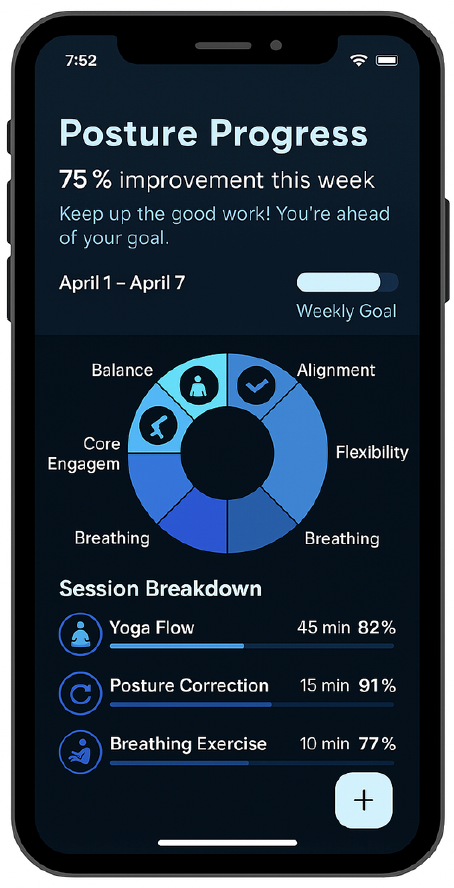 7:52
Posture Progress
75 % improvement this week
Keep up the good work! You're ahead
of your goal.
April 1 – April 7
Weekly Goal
Balance
Alignment
Core
Engagem
Flexibility
Breathing
Breathing
Session Breakdown
Yoga Flow 45 min 82%
Posture Correction 15 min 91%
Breathing Exercise 10 min 77%
+